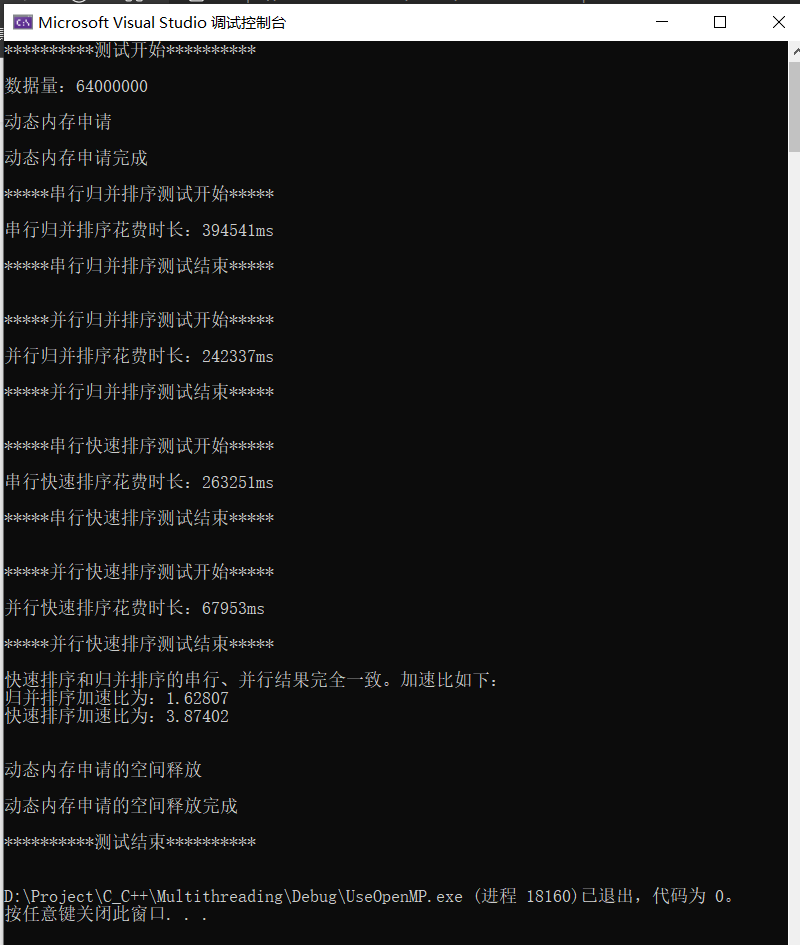 Microsoft Visual Studio 调试控制台
**********测试开始**********
数据量：64000000
动态内存申请
动态内存申请完成
*****串行归并排序测试开始*****
串行归并排序花费时长：394541ms
*****串行归并排序测试结束*****
*****并行归并排序测试开始*****
并行归并排序花费时长：242337ms
*****并行归并排序测试结束*****
*****串行快速排序测试开始*****
串行快速排序花费时长：263251ms
*****串行快速排序测试结束*****
*****并行快速排序测试开始*****
并行快速排序花费时长：67953ms
*****并行快速排序测试结束*****
快速排序和归并排序的串行、并行结果完全一致。加速比如下：
归并排序加速比为：1.62807
快速排序加速比为：3.87402
动态内存申请的空间释放
动态内存申请的空间释放完成
**********测试结束**********
D:\Project\C_C++\Multithreading\Debug\UseOpenMP.exe (进程 18160)已退出，代码为 0。
按任意键关闭此窗口. . .